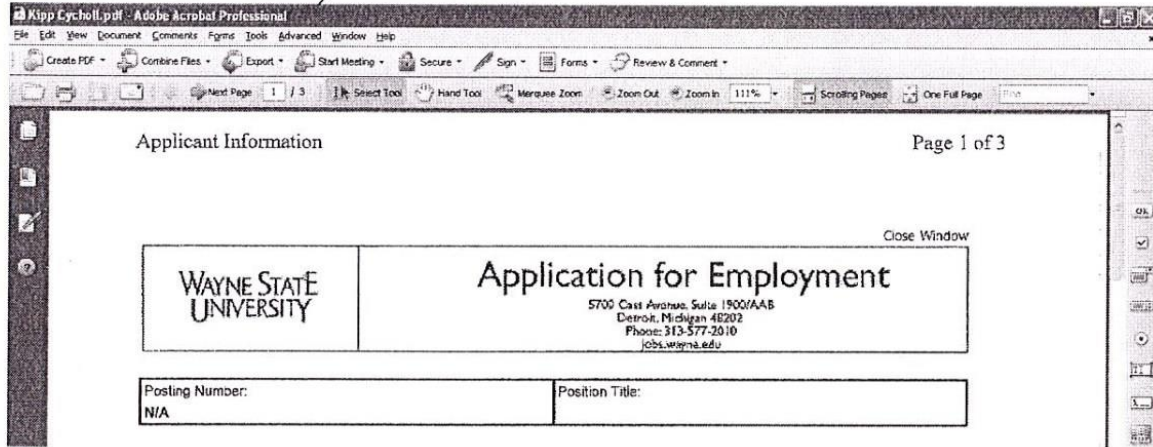 Kipp Cycholl.pdf - Adobe Acrobat Professional
File Edit View Document Comments Forms Tools Advanced Window Help
Create PDF Combine Files Export Start Meeting Secure Sign Forms Review & Comment
Next Page 1 / 3 Select Tool Hand Tool Marquee Zoom Zoom Out Zoom In 111% Scrolling Pages One Full Page Find
Applicant Information Page 1 of 3
Close Window
WAYNE STATE
UNIVERSITY
Application for Employment
5700 Cass Avenue, Suite 1900/AAB
Detroit, Michigan 48202
Phone: 313-577-2010
jobs.wayne.edu
Posting Number: Position Title:
N/A
OK